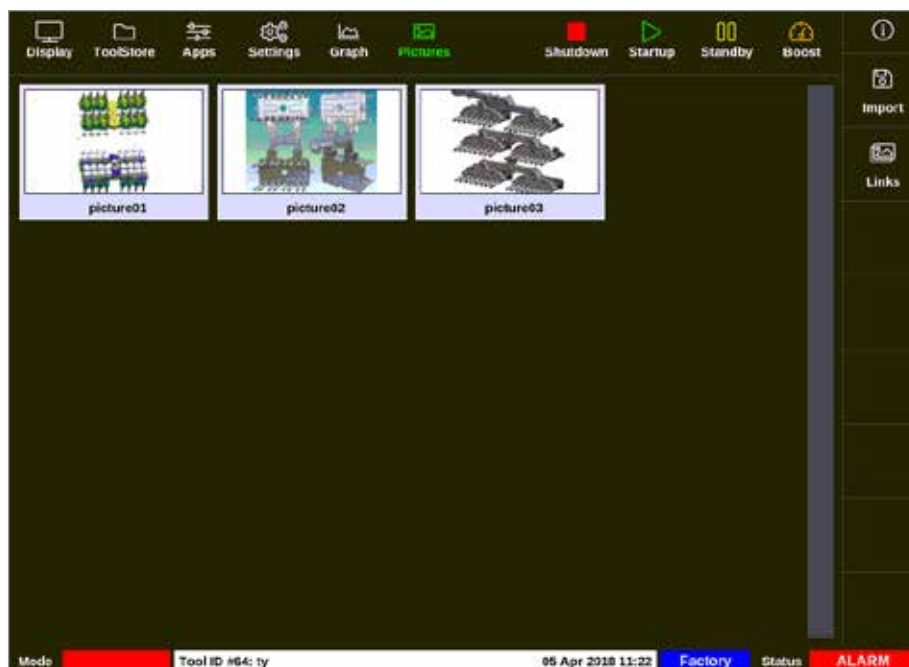 Display ToolStore Apps Settings Graph Pictures Shutdown Startup Standby Boost
Import
Links
picture01 picture02 picture03
Mode Tool ID #64: ty 05 Apr 2018 11:22 Factory Status ALARM